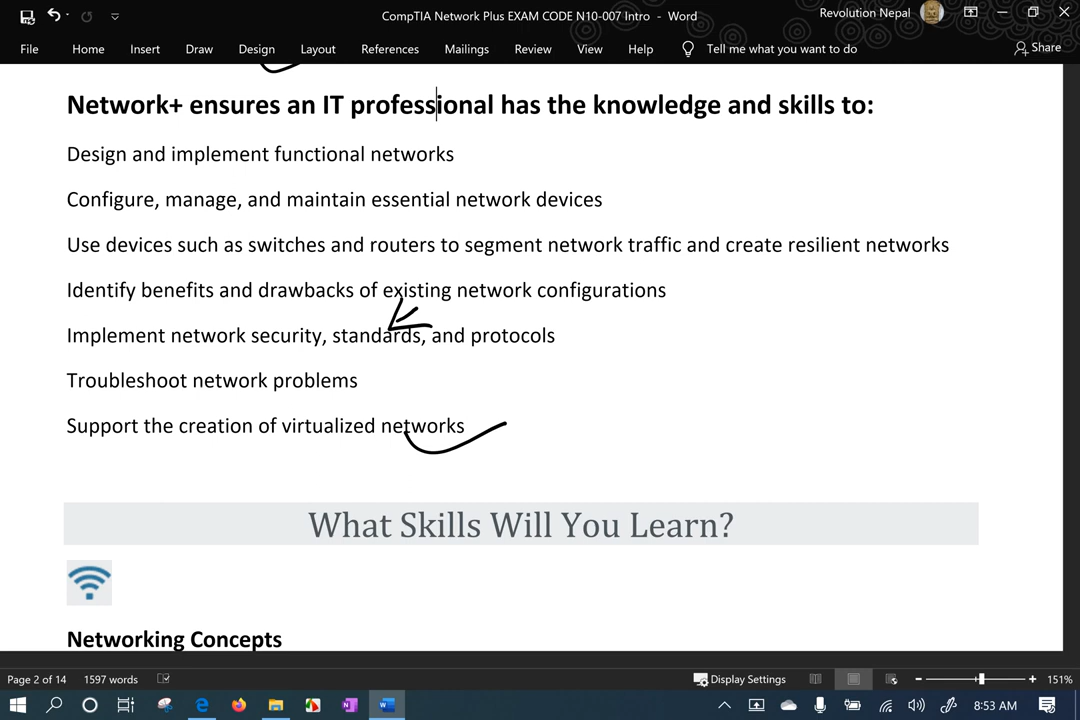 CompTIA Network Plus EXAM CODE N10-007 Intro - Word
Revolution Nepal
File Home Insert Draw Design Layout References Mailings Review View Help Tell me what you want to do Share
Network+ ensures an IT professional has the knowledge and skills to:
Design and implement functional networks
Configure, manage, and maintain essential network devices
Use devices such as switches and routers to segment network traffic and create resilient networks
Identify benefits and drawbacks of existing network configurations
Implement network security, standards, and protocols
Troubleshoot network problems
Support the creation of virtualized networks
What Skills Will You Learn?
Networking Concepts
Page 2 of 14 1597 words Display Settings 151%
8:53 AM